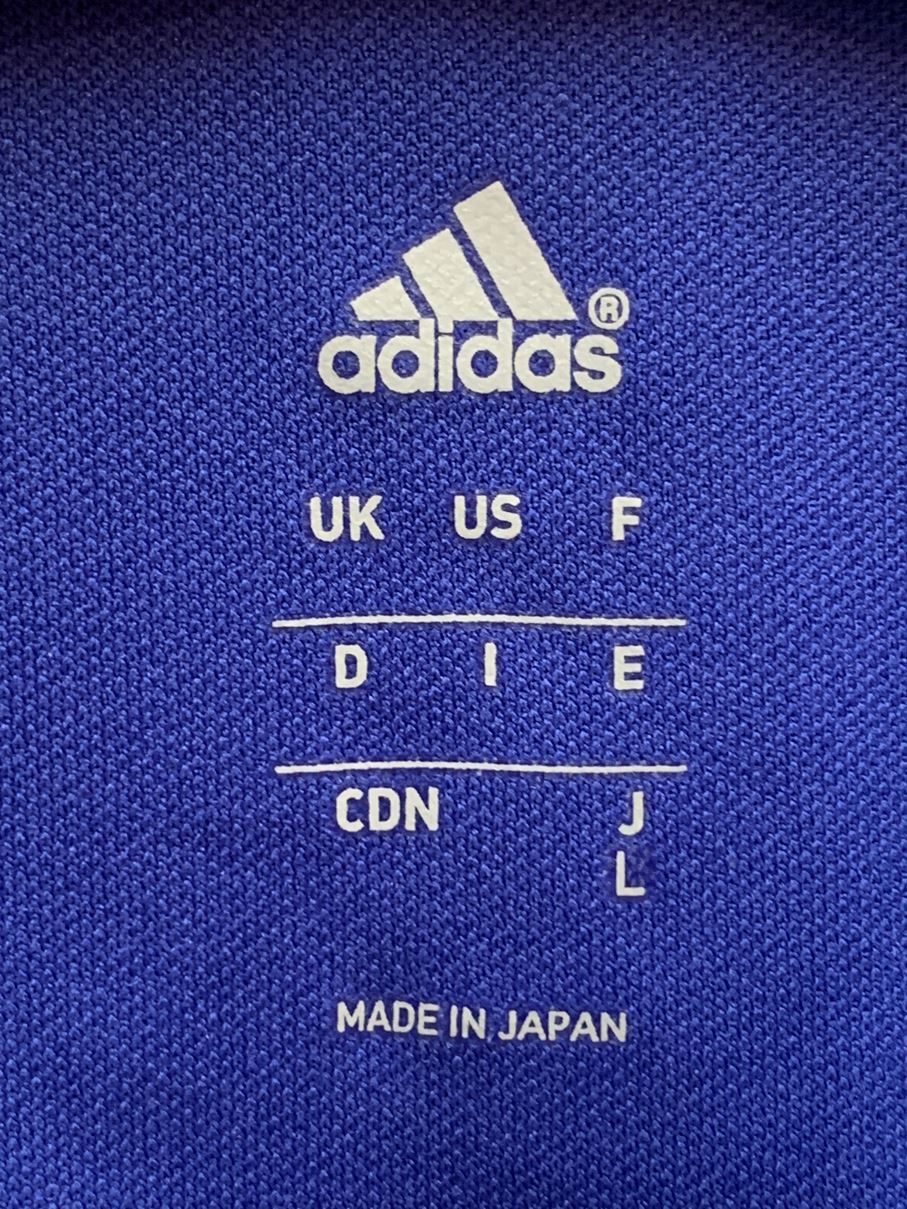 adidas®
UK US F
D I E
CDN J
L
MADE IN JAPAN